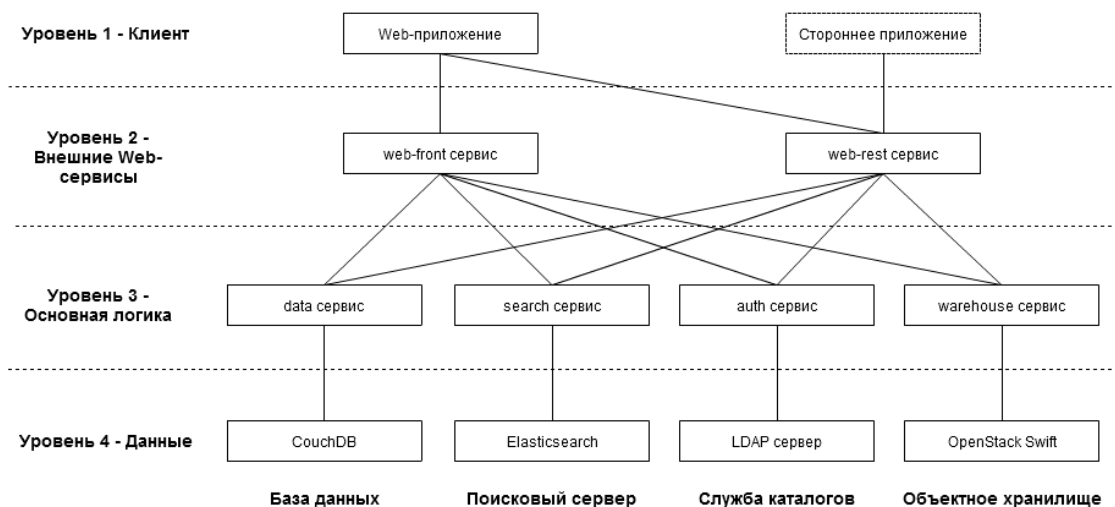 Уровень 1 - Клиент
Web-приложение
Стороннее приложение
Уровень 2 -
Внешние Web-
сервисы
web-front сервис
web-rest сервис
Уровень 3 -
Основная логика
data сервис
search сервис
auth сервис
warehouse сервис
Уровень 4 - Данные
CouchDB
Elasticsearch
LDAP сервер
OpenStack Swift
База данных
Поисковый сервер
Служба каталогов
Объектное хранилище